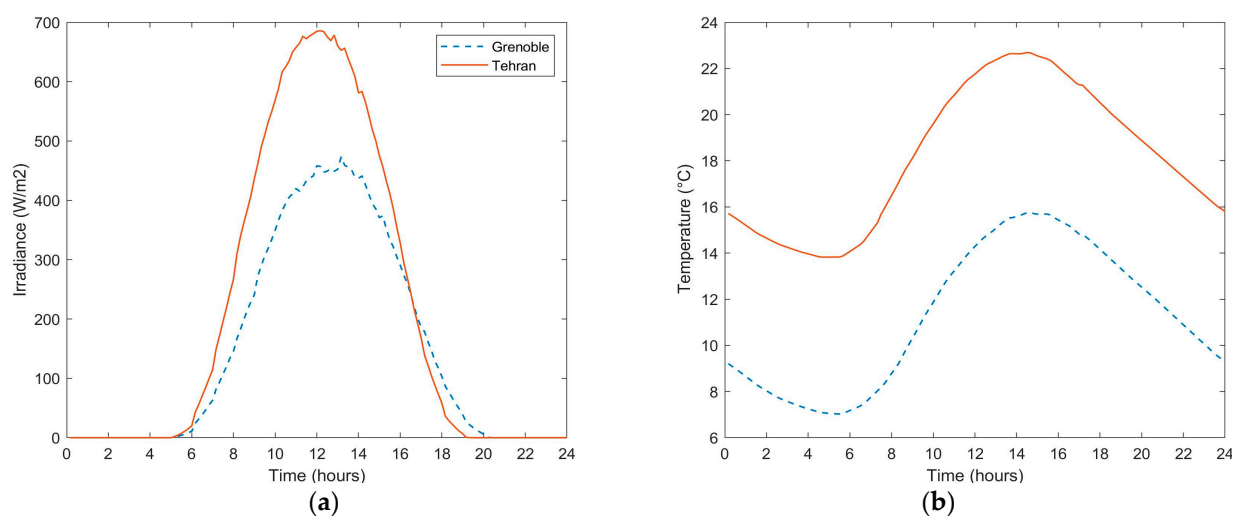 700
600
500
400
300
200
100
0
Irradiance (W/m2)
Grenoble
Tehran
0 2 4 6 8 10 12 14 16 18 20 22 24
Time (hours)
(a)
24
22
20
18
16
14
12
10
8
6
Temperature (°C)
0 2 4 6 8 10 12 14 16 18 20 22 24
Time (hours)
(b)